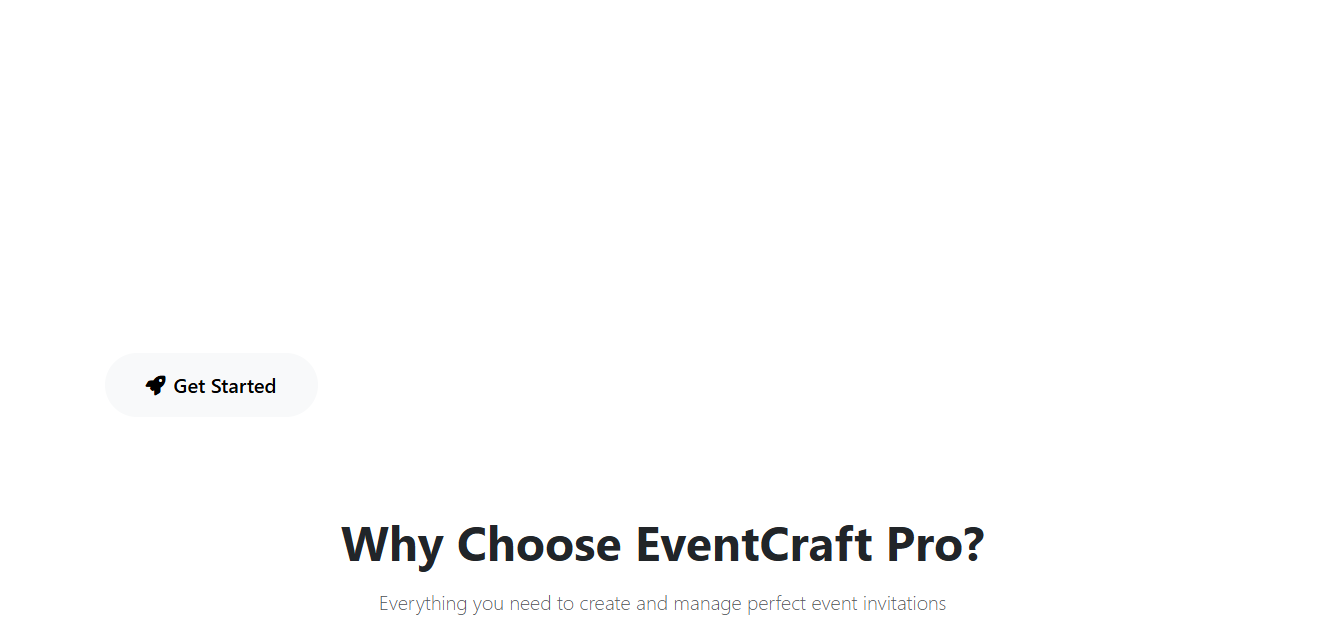 Get Started
Why Choose EventCraft Pro?
Everything you need to create and manage perfect event invitations